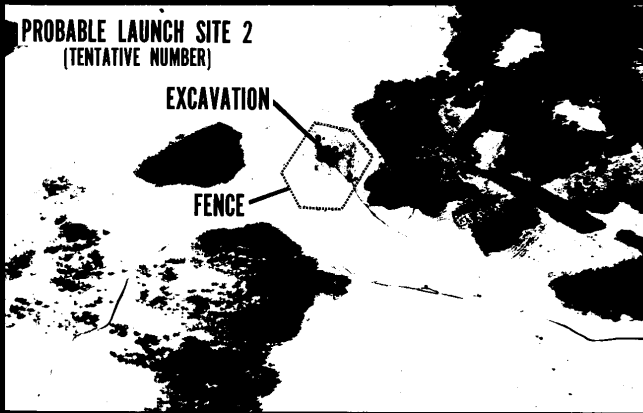 PROBABLE LAUNCH SITE 2
(TENTATIVE NUMBER)
EXCAVATION
FENCE